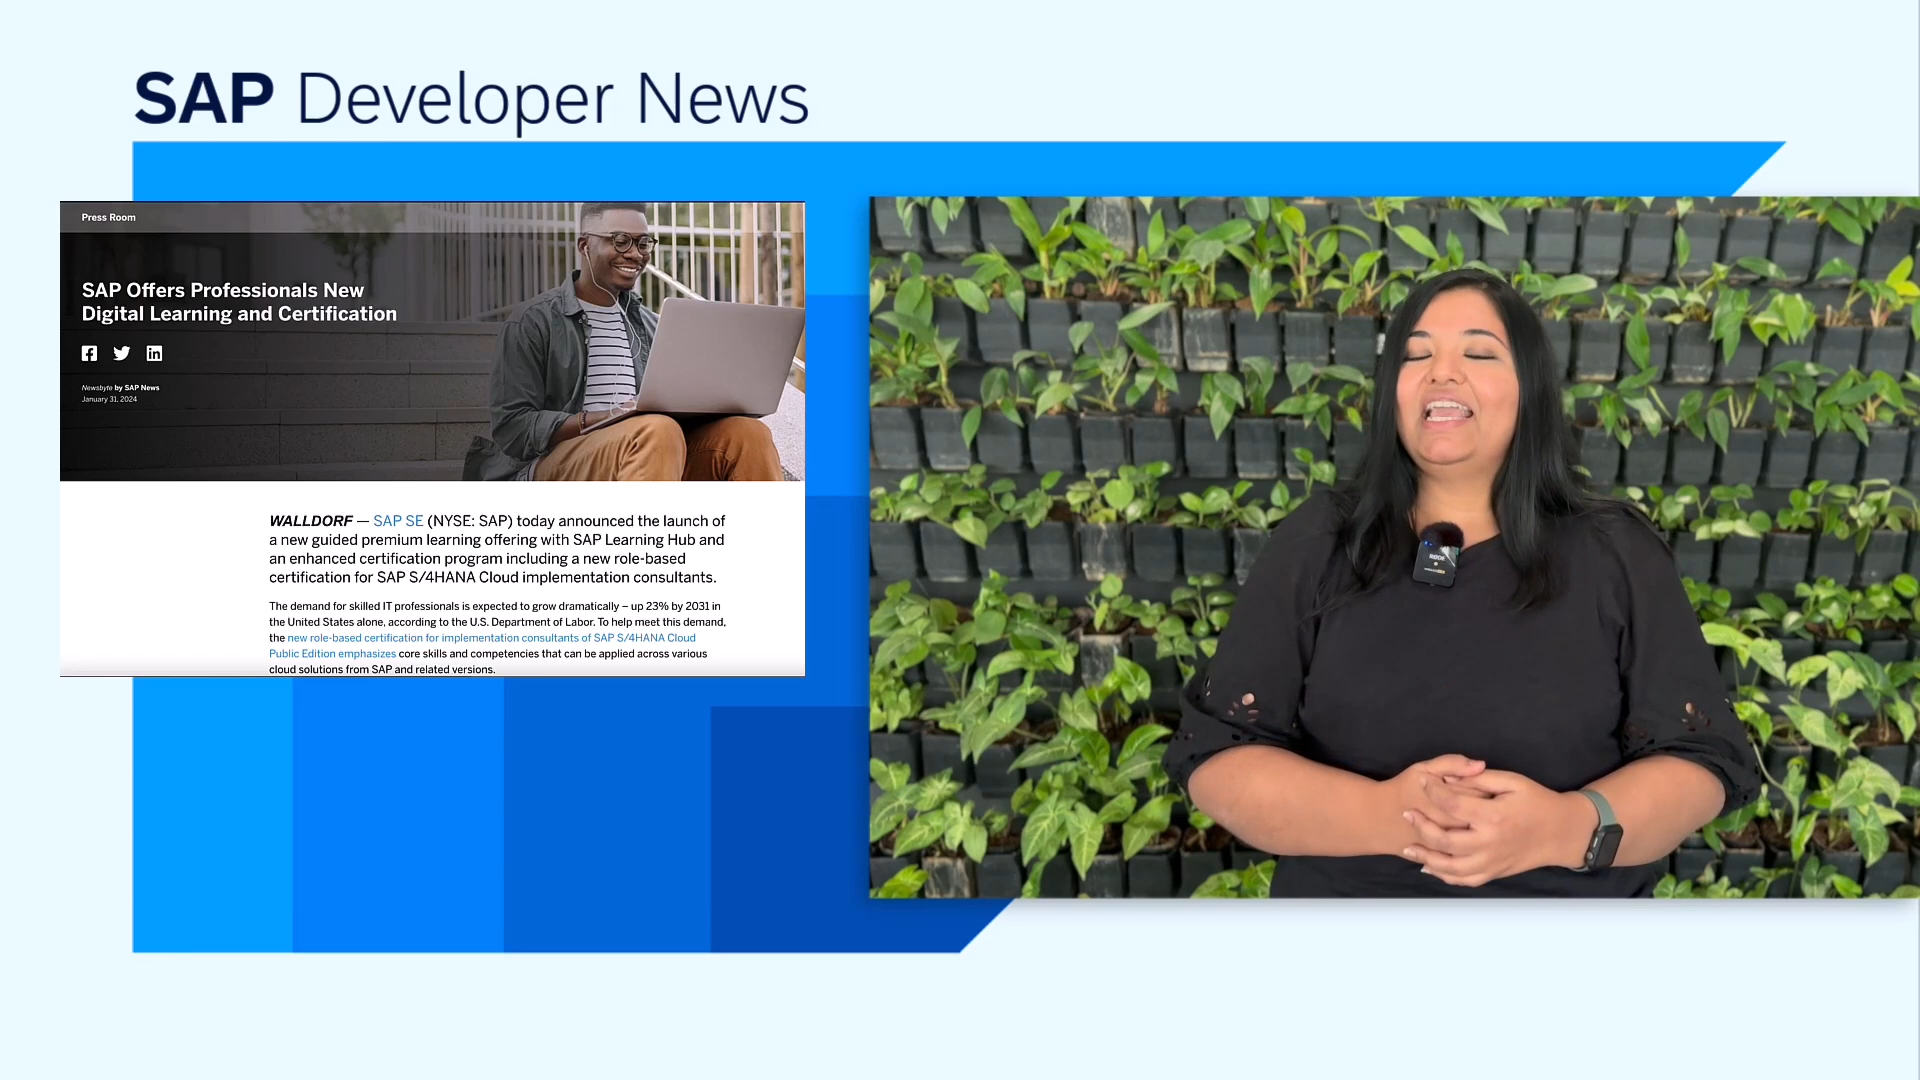 SAP Developer News
Press Room
SAP Offers Professionals New
Digital Learning and Certification
Newsbyte by SAP News
January 31, 2024
WALLDORF — SAP SE (NYSE: SAP) today announced the launch of
a new guided premium learning offering with SAP Learning Hub and
an enhanced certification program including a new role-based
certification for SAP S/4HANA Cloud implementation consultants.
The demand for skilled IT professionals is expected to grow dramatically – up 23% by 2031 in
the United States alone, according to the U.S. Department of Labor. To help meet this demand,
the new role-based certification for implementation consultants of SAP S/4HANA Cloud
Public Edition emphasizes core skills and competencies that can be applied across various
cloud solutions from SAP and related versions.
RODE